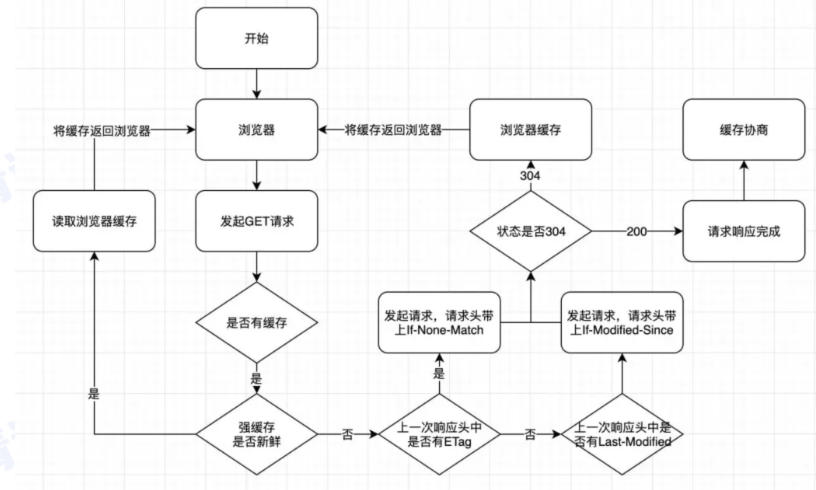 开始
将缓存返回浏览器
浏览器
将缓存返回浏览器
浏览器缓存
缓存协商
304
读取浏览器缓存
发起GET请求
状态是否304
200
请求响应完成
是否有缓存
发起请求，请求头带
上If-None-Match
发起请求，请求头带
上If-Modified-Since
是
是
是
强缓存
是否新鲜
否
上一次响应头中
是否有ETag
否
上一次响应头中是
否有Last-Modified